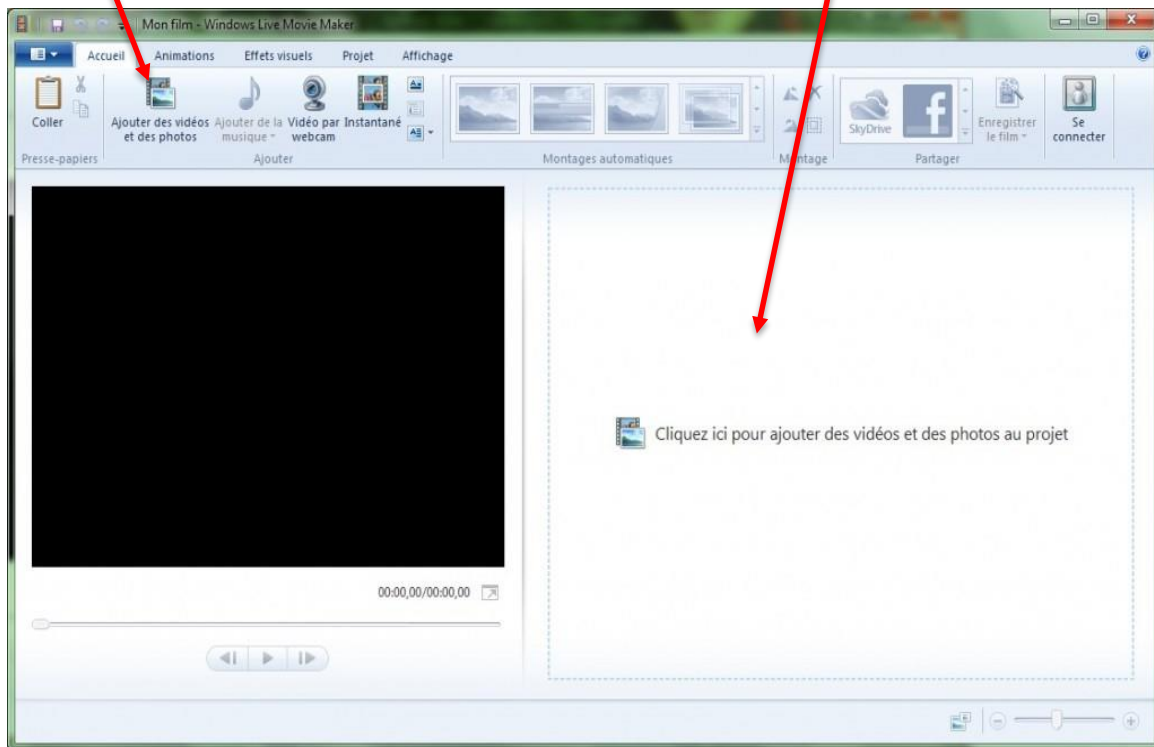 Mon film - Windows Live Movie Maker
Accueil Animations Effets visuels Projet Affichage
Coller
Ajouter des vidéos
et des photos
Ajouter de la
musique
Vidéo par
webcam
Instantané
SkyDrive
Enregistrer
le film
Se
connecter
Presse-papiers Ajouter Montages automatiques Montage Partager
Cliquez ici pour ajouter des vidéos et des photos au projet
00:00,00/00:00,00